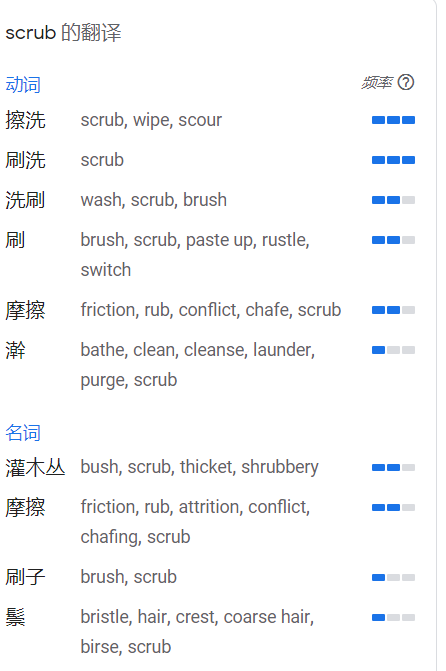 scrub 的翻译
动词 频率
擦洗 scrub, wipe, scour
刷洗 scrub
洗刷 wash, scrub, brush
刷 brush, scrub, paste up, rustle,
switch
摩擦 friction, rub, conflict, chafe, scrub
澣 bathe, clean, cleanse, launder,
purge, scrub
名词
灌木丛 bush, scrub, thicket, shrubbery
摩擦 friction, rub, attrition, conflict,
chafing, scrub
刷子 brush, scrub
鬃 bristle, hair, crest, coarse hair,
birse, scrub